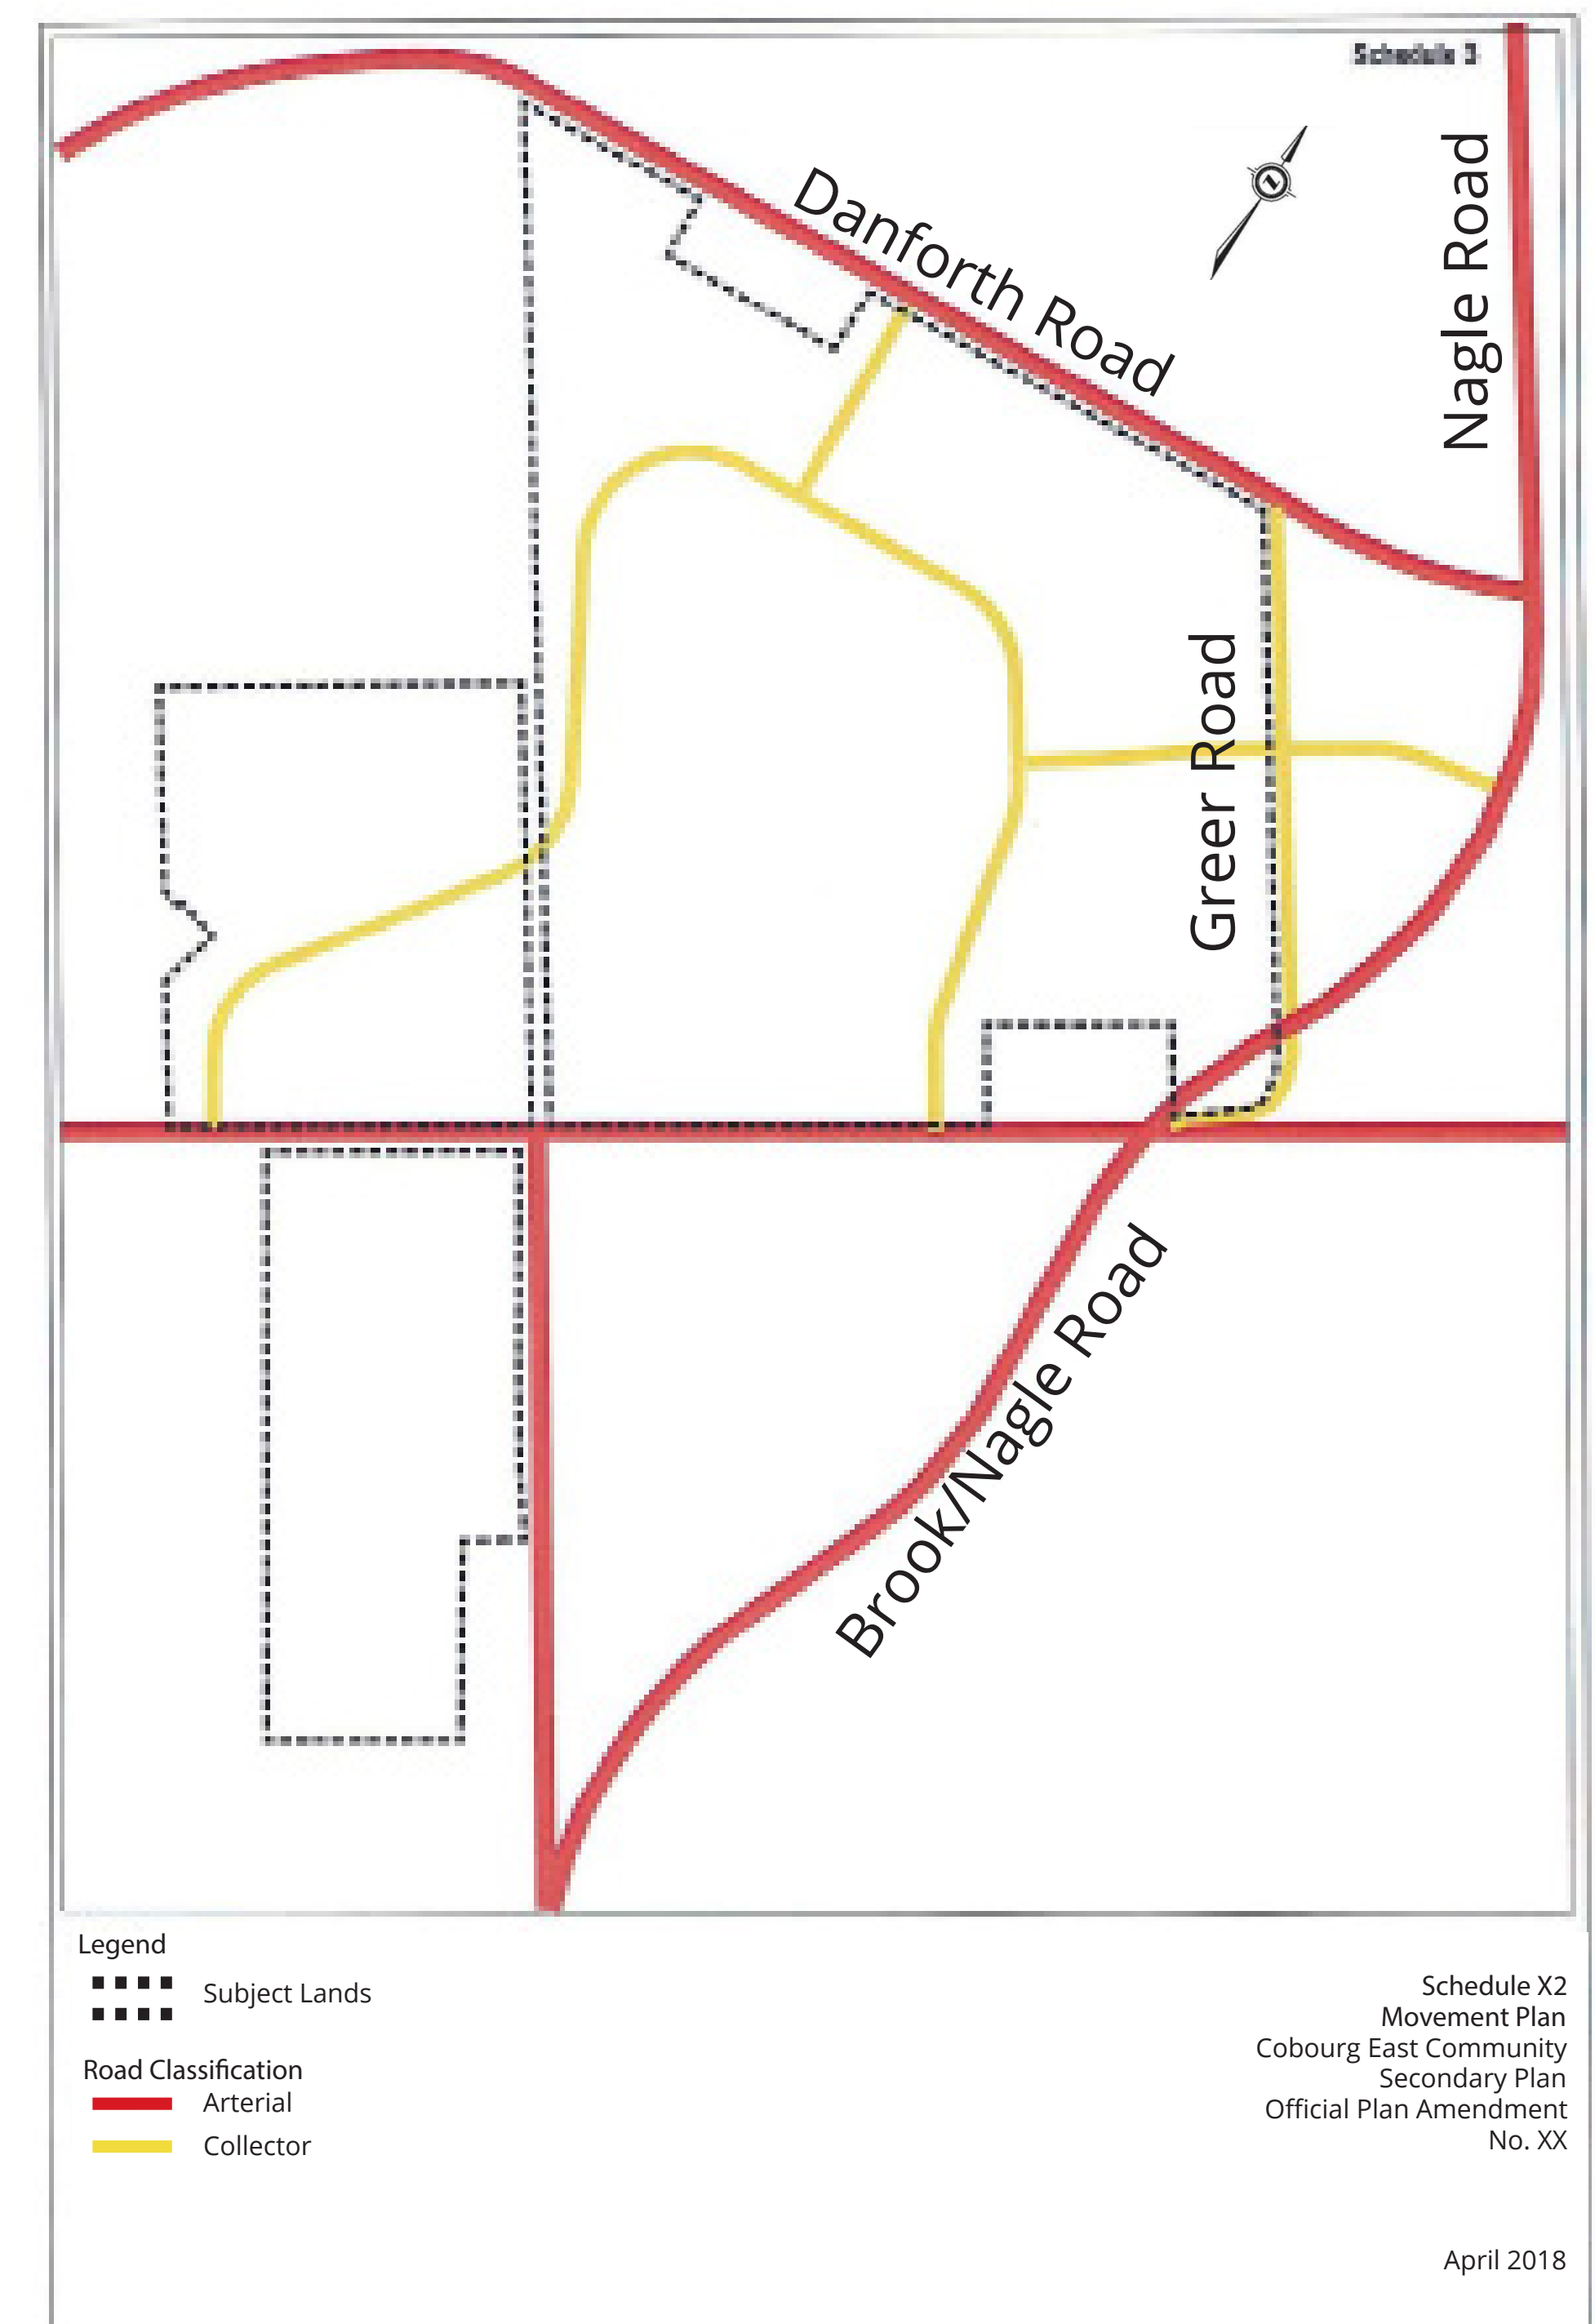 Schedule 3
Nagle Road
Danforth Road
Greer Road
Brook/Nagle Road
Legend
Subject Lands
Road Classification
Arterial
Collector
Schedule X2
Movement Plan
Cobourg East Community
Secondary Plan
Official Plan Amendment
No. XX
April 2018